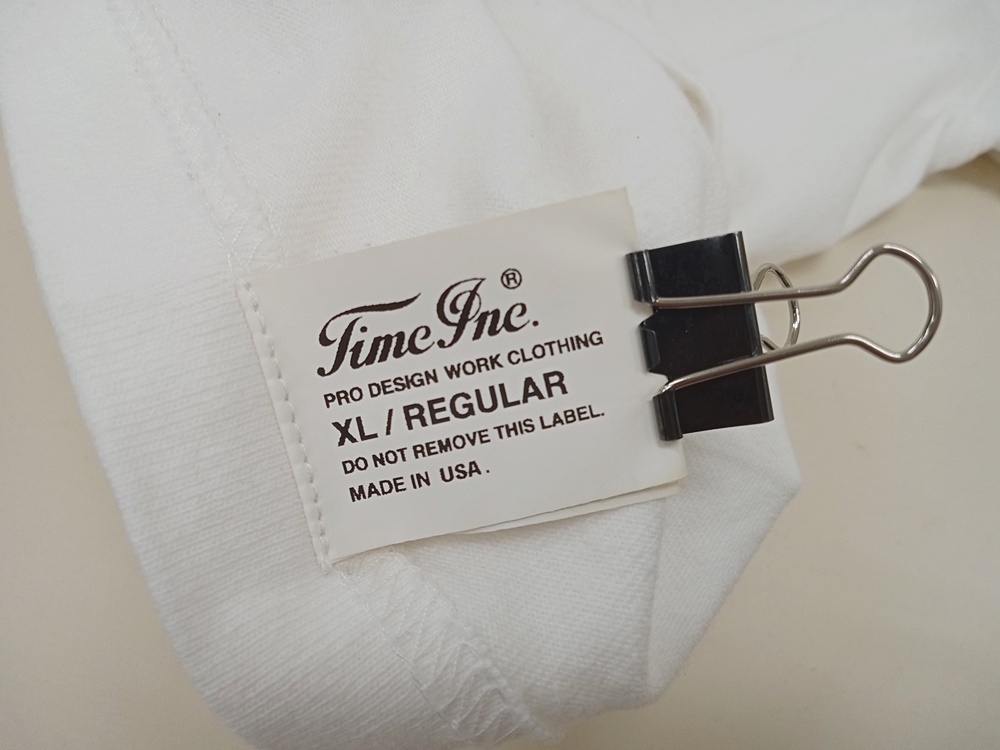 Time Inc.®
PRO DESIGN WORK CLOTHING
XL / REGULAR
DO NOT REMOVE THIS LABEL.
MADE IN USA.